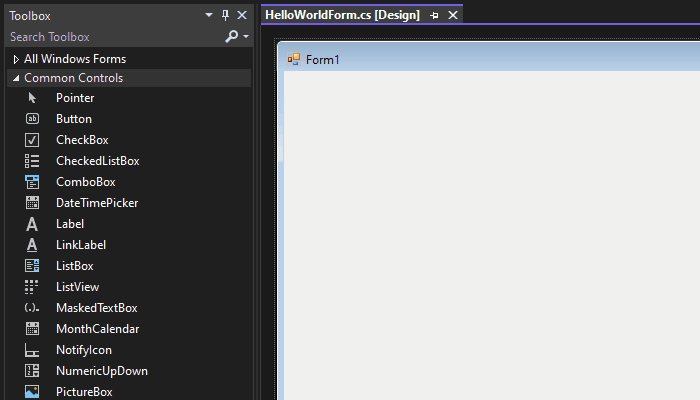 Toolbox
Search Toolbox
All Windows Forms
Common Controls
Pointer
ab
Button
CheckBox
CheckedListBox
ComboBox
DateTimePicker
A
Label
A
LinkLabel
ListBox
ListView
(.).
MaskedTextBox
MonthCalendar
NotifyIcon
NumericUpDown
PictureBox
HelloWorldForm.cs [Design]
Form1